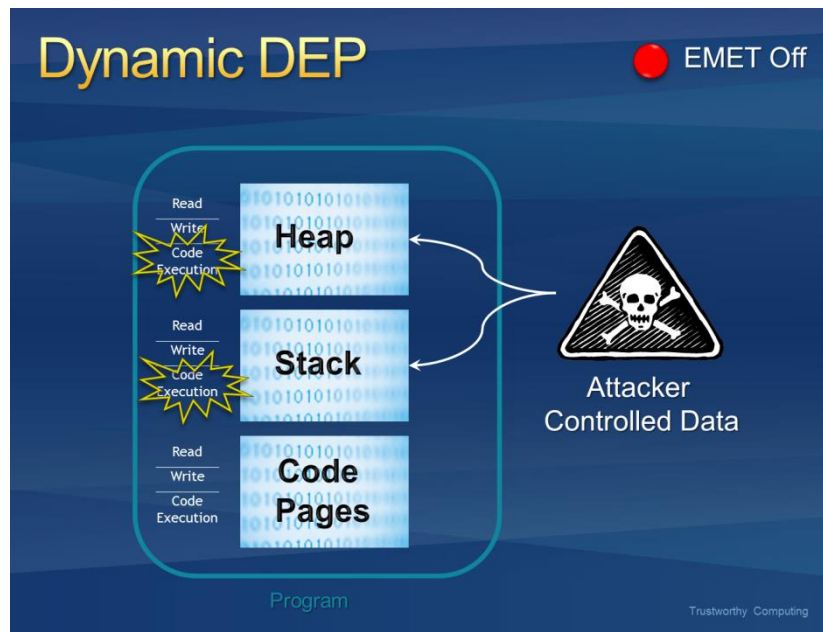 Dynamic DEP
EMET Off
Read
Write
Code
Execution
Heap
Read
Write
Code
Execution
Stack
Read
Write
Code
Execution
Code
Pages
Attacker
Controlled Data
Program
Trustworthy Computing